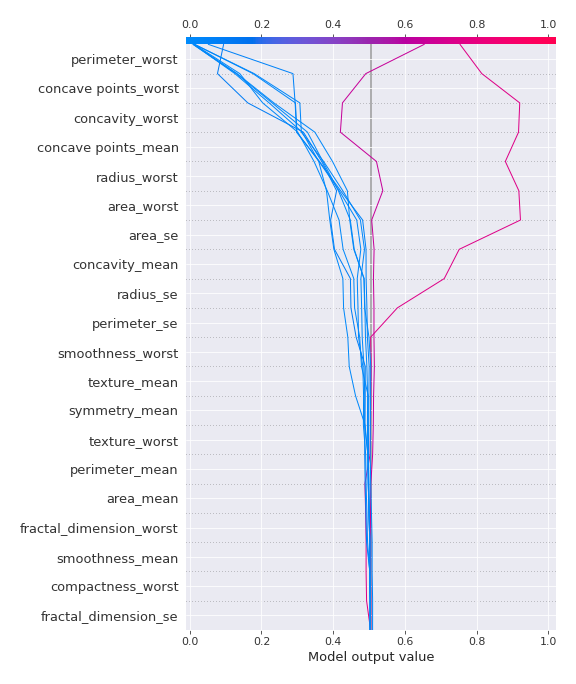 0.0 0.2 0.4 0.6 0.8 1.0
perimeter_worst
concave points_worst
concavity_worst
concave points_mean
radius_worst
area_worst
area_se
concavity_mean
radius_se
perimeter_se
smoothness_worst
texture_mean
symmetry_mean
texture_worst
perimeter_mean
area_mean
fractal_dimension_worst
smoothness_mean
compactness_worst
fractal_dimension_se
0.0 0.2 0.4 0.6 0.8 1.0
Model output value